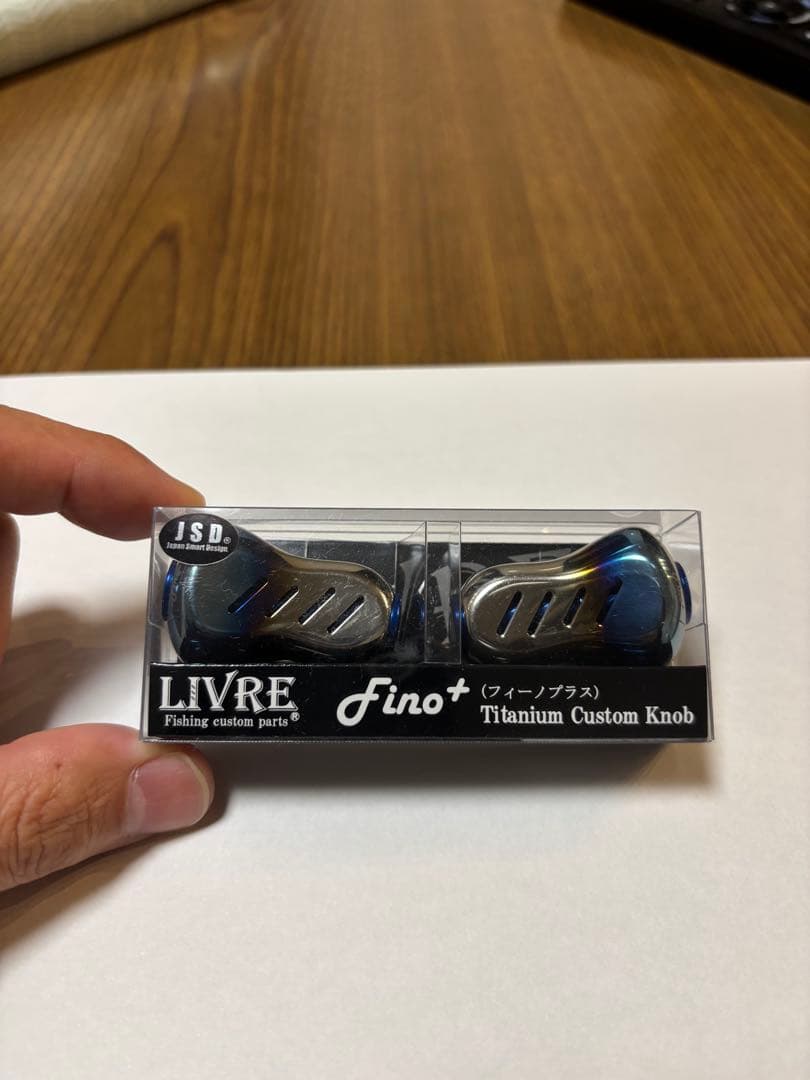 JSD®
Japan Smart Design.
LIVRE
Fishing custom parts®
Fino+
(フィーノプラス)
Titanium Custom Knob